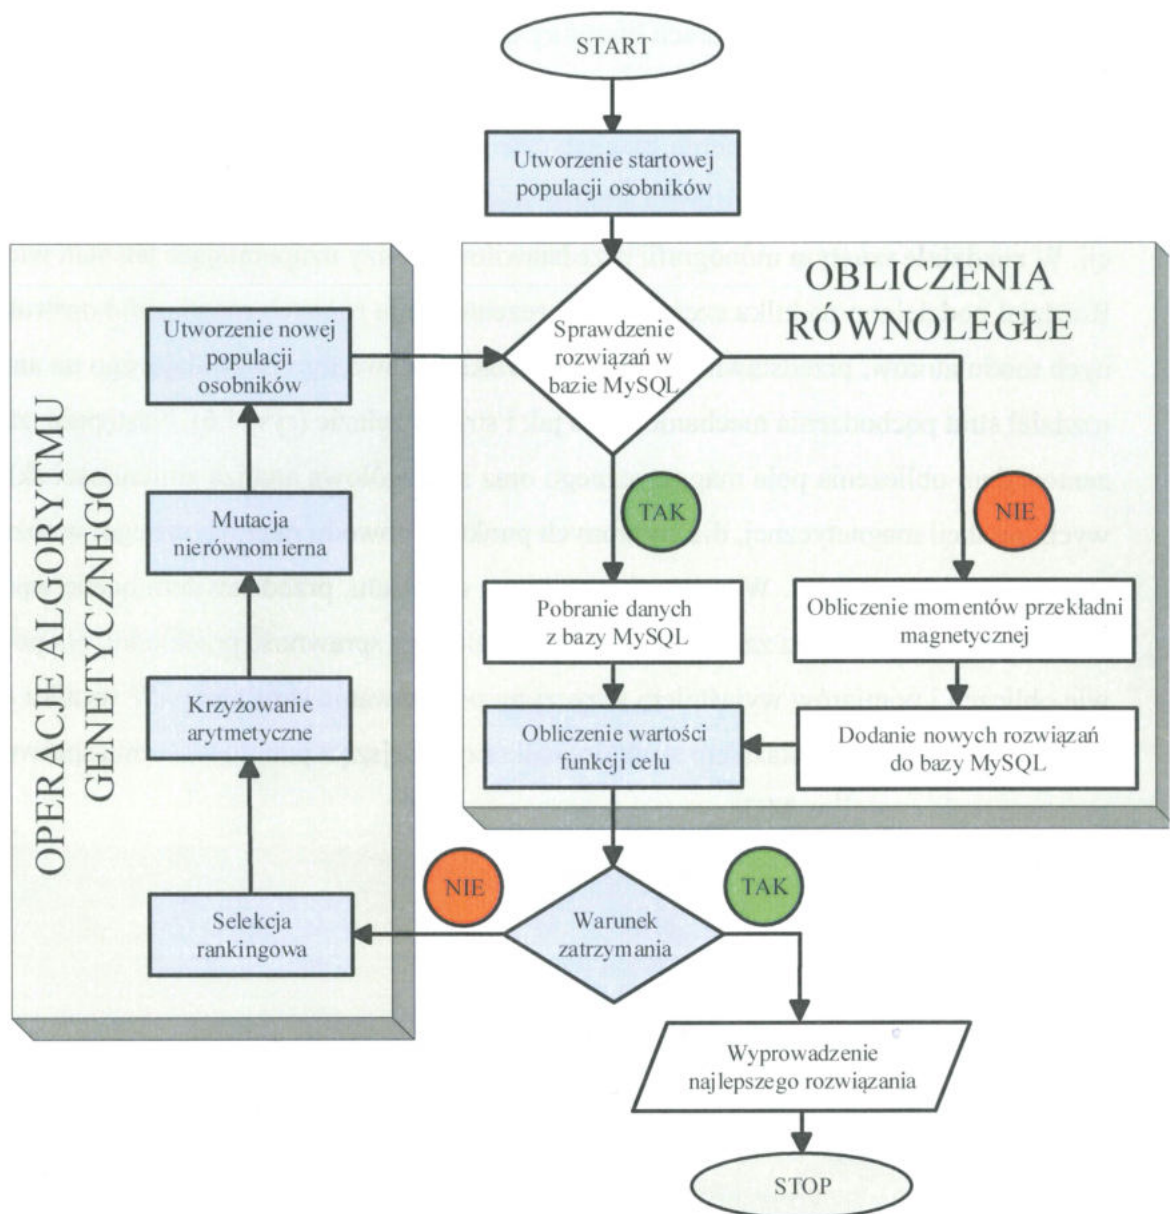 START
Utworzenie startowej
populacji osobników
OBLICZENIA
RÓWNOLEGŁE
Sprawdzenie
rozwiązań w
bazie MySQL
TAK
NIE
Pobranie danych
z bazy MySQL
Obliczenie momentów przekładni
magnetycznej
Obliczenie wartości
funkcji celu
Dodanie nowych rozwiązań
do bazy MySQL
OPERACE ALGORYTMU
GENETYCZNEGO
Utworzenie nowej
populacji
osobników
Mutacja
nierównomierna
Krzyżowanie
arytmetyczne
Selekcja
rankingowa
NIE
TAK
Warunek
zatrzymania
Wyprowadzenie
najlepszego rozwiązania
STOP